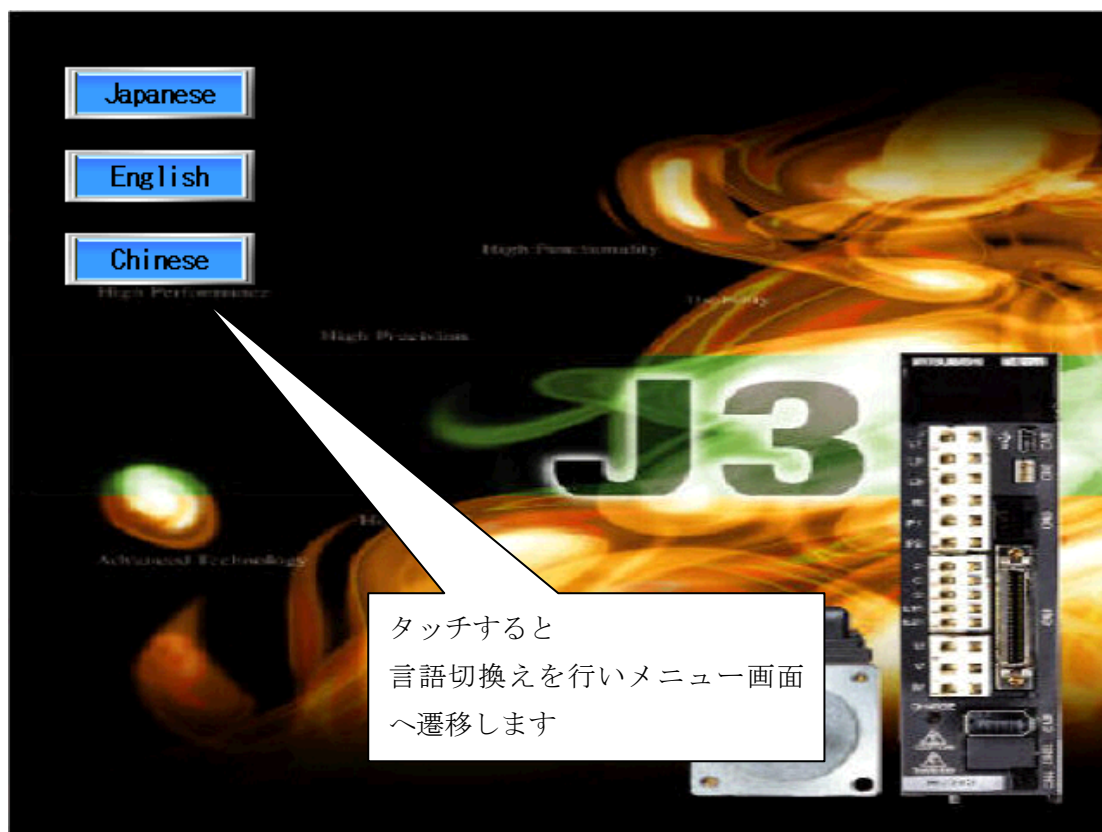 Japanese
English
Chinese
High Functionality
High Performance
High Precision
J3
Advanced Technology
タッチすると
言語切換えを行いメニュー画面
へ遷移します
MITSUBISHI
CHARGE